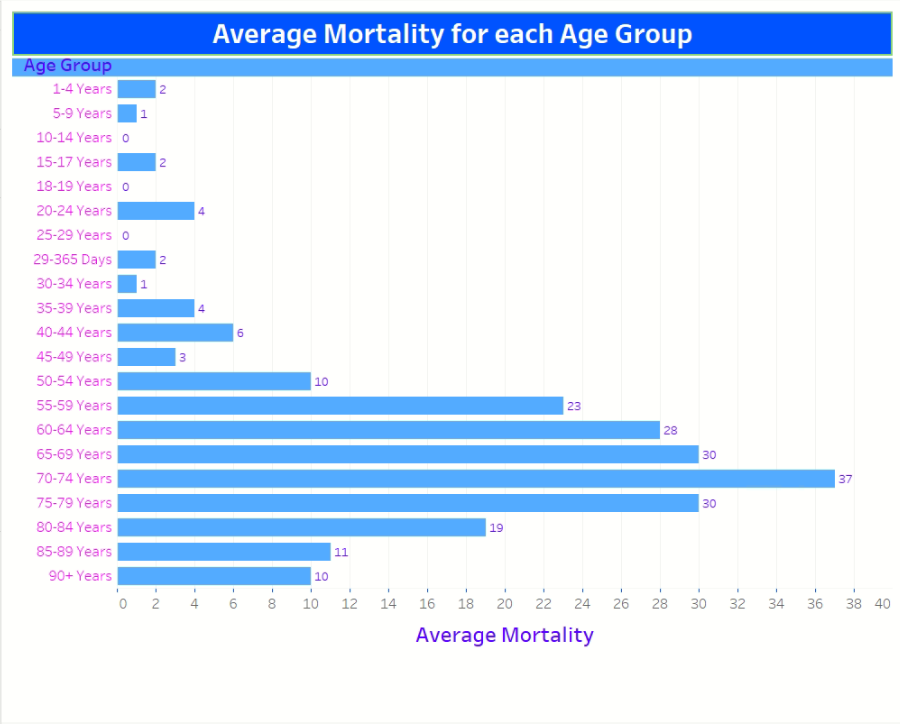 Average Mortality for each Age Group
Age Group
1-4 Years 2
5-9 Years 1
10-14 Years 0
15-17 Years 2
18-19 Years 0
20-24 Years 4
25-29 Years 0
29-365 Days 2
30-34 Years 1
35-39 Years 4
40-44 Years 6
45-49 Years 3
50-54 Years 10
55-59 Years 23
60-64 Years 28
65-69 Years 30
70-74 Years 37
75-79 Years 30
80-84 Years 19
85-89 Years 11
90+ Years 10
0 2 4 6 8 10 12 14 16 18 20 22 24 26 28 30 32 34 36 38 40
Average Mortality